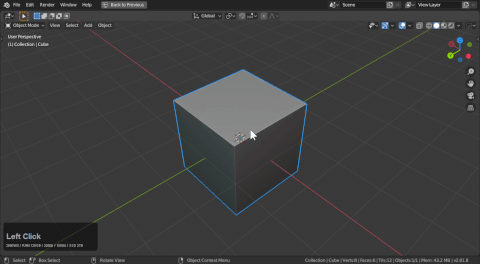 File Edit Render Window Help Back to Previous Scene View Layer
Global
Object Mode View Select Add Object
User Perspective
(1) Collection | Cube
Left Click
Select Box Select Rotate View Object Context Menu Collection | Cube | Verts:8 | Faces:6 | Tris:12 | Objects:1/1 | Mem: 43.2 MB | v2.81.6